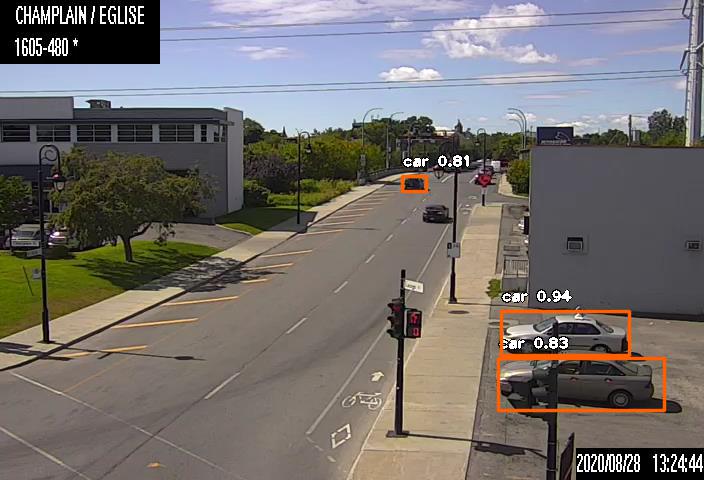 CHAMPLAIN / EGLISE
1605-480 *
car 0.81
car 0.94
car 0.83
2020/08/28 13:24:44